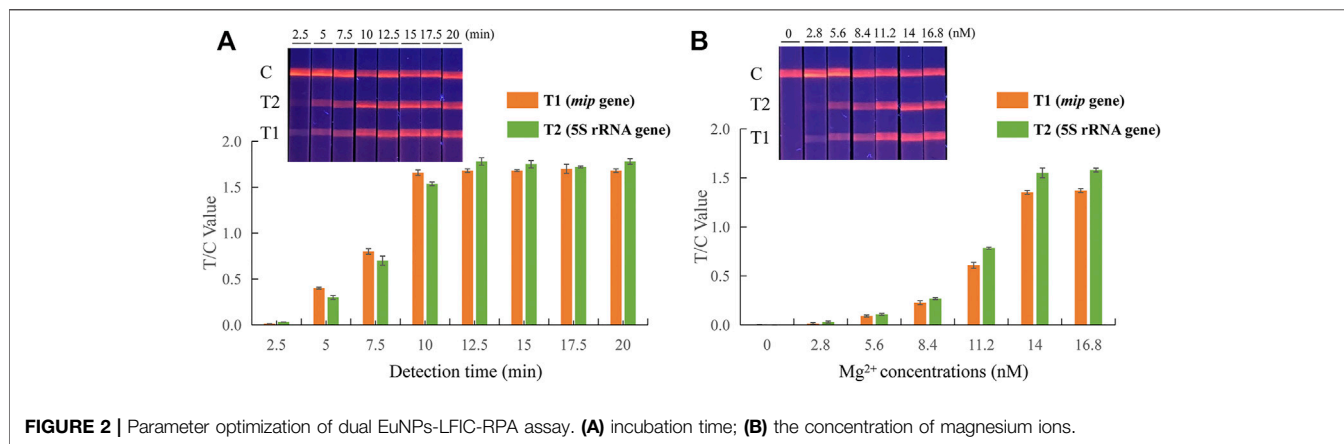 A
2.5 5 7.5 10 12.5 15 17.5 20 (min)
C
T2
T1
T1 (mip gene)
T2 (5S rRNA gene)
2.0
1.5
1.0
0.5
0.0
T/C Value
2.5 5 7.5 10 12.5 15 17.5 20
Detection time (min)
B
0 2.8 5.6 8.4 11.2 14 16.8 (nM)
C
T2
T1
T1 (mip gene)
T2 (5S rRNA gene)
2.0
1.5
1.0
0.5
0.0
T/C Value
0 2.8 5.6 8.4 11.2 14 16.8
Mg²⁺ concentrations (nM)
FIGURE 2 | Parameter optimization of dual EuNPs-LFIC-RPA assay. (A) incubation time; (B) the concentration of magnesium ions.